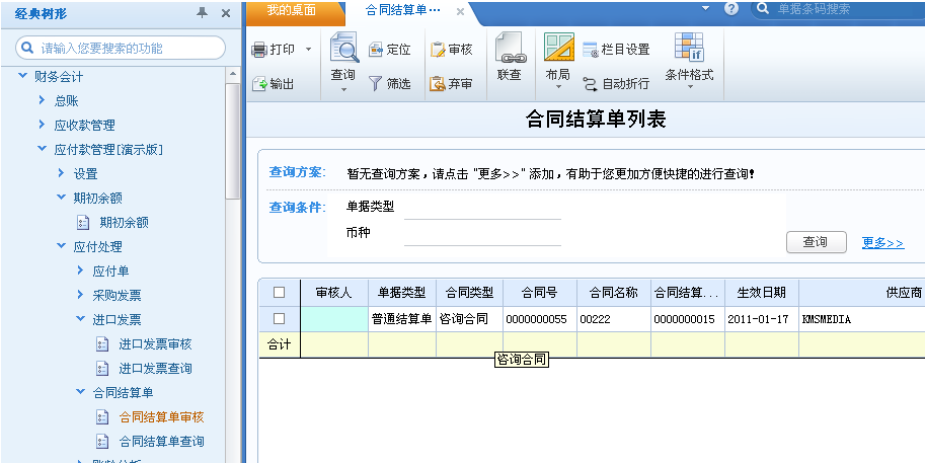 经典树形
我的桌面
合同结算单…
单据条码搜索
请输入您要搜索的功能
财务会计
总账
应收款管理
应付款管理[演示版]
设置
期初余额
期初余额
应付处理
应付单
采购发票
进口发票
进口发票审核
进口发票查询
合同结算单
合同结算单审核
合同结算单查询
打印
输出
查询
定位
筛选
审核
弃审
联查
布局
栏目设置
自动折行
条件格式
合同结算单列表
查询方案: 暂无查询方案，请点击 "更多>>" 添加，有助于您更加方便快捷的进行查询!
查询条件: 单据类型
币种
查询 更多>>
审核人 单据类型 合同类型 合同号 合同名称 合同结算... 生效日期 供应商
普通结算单 咨询合同 0000000055 00222 0000000015 2011-01-17 KMSMEDIA
合计
咨询合同